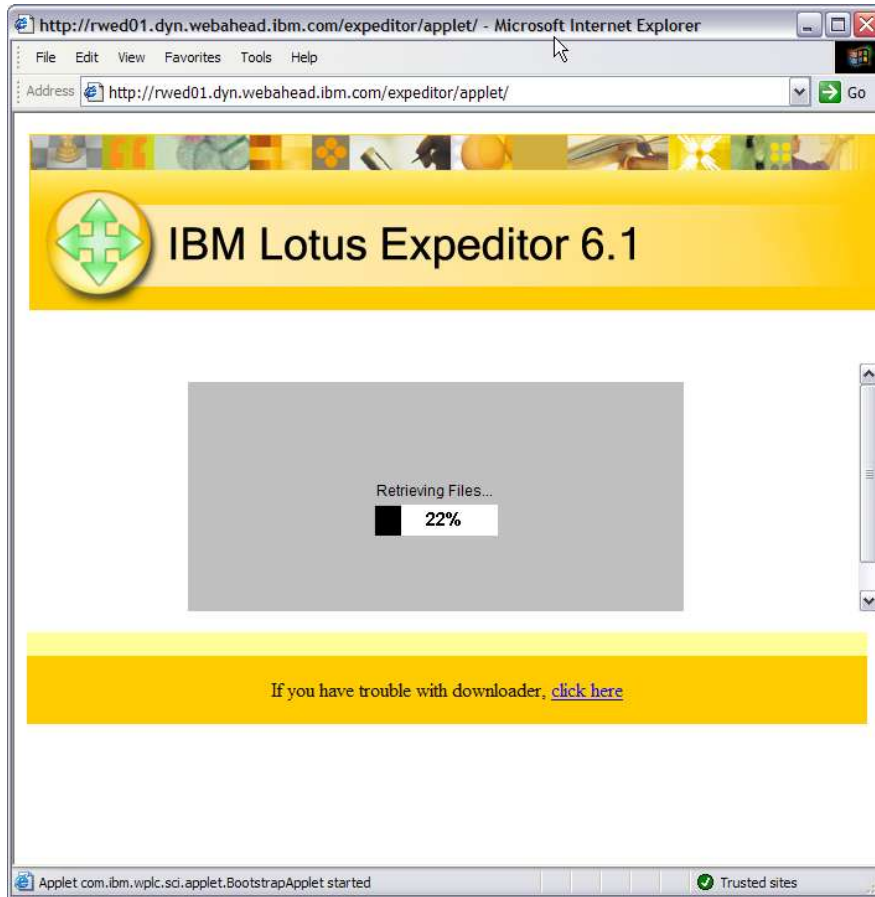 http://rwed01.dyn.webahead.ibm.com/expeditor/applet/ - Microsoft Internet Explorer
File Edit View Favorites Tools Help
Address http://rwed01.dyn.webahead.ibm.com/expeditor/applet/ Go
IBM Lotus Expeditor 6.1
Retrieving Files...
22%
If you have trouble with downloader, click here
Applet com.ibm.wplc.sci.applet.BootstrapApplet started Trusted sites